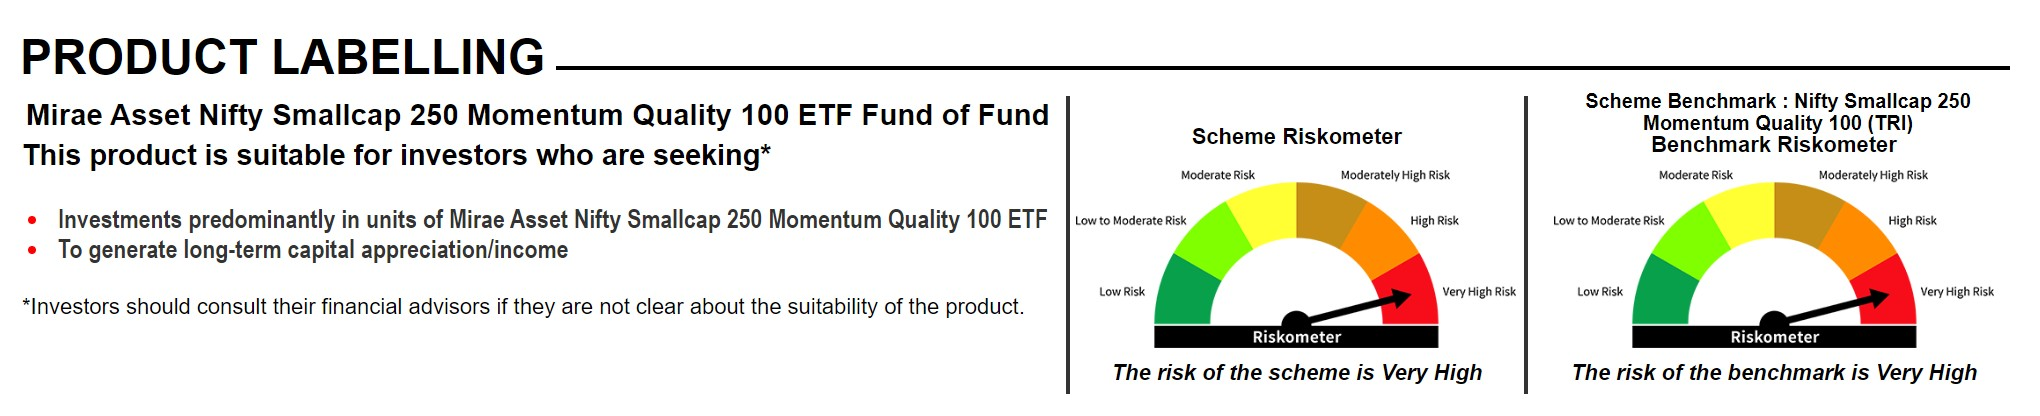 PRODUCT LABELLING
Mirae Asset Nifty Smallcap 250 Momentum Quality 100 ETF Fund of Fund
This product is suitable for investors who are seeking*
• Investments predominantly in units of Mirae Asset Nifty Smallcap 250 Momentum Quality 100 ETF
• To generate long-term capital appreciation/income
*Investors should consult their financial advisors if they are not clear about the suitability of the product.
Scheme Riskometer
Moderate Risk
Moderately High Risk
Low to Moderate Risk
High Risk
Low Risk
Very High Risk
Riskometer
The risk of the scheme is Very High
Scheme Benchmark : Nifty Smallcap 250
Momentum Quality 100 (TRI)
Benchmark Riskometer
Moderate Risk
Moderately High Risk
Low to Moderate Risk
High Risk
Low Risk
Very High Risk
Riskometer
The risk of the benchmark is Very High